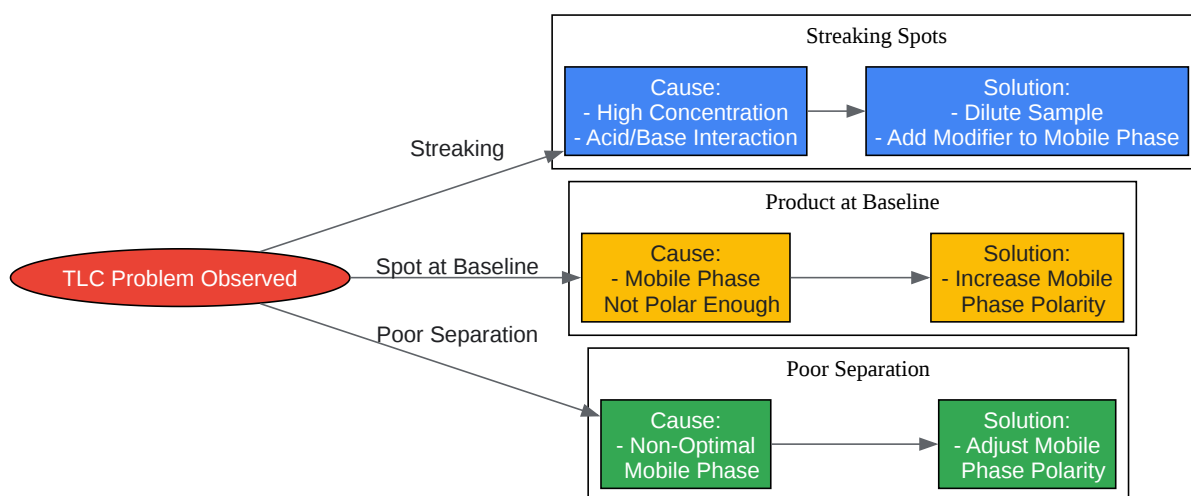 TLC Problem Observed
Streaking
Spot at Baseline
Poor Separation
Streaking Spots
Cause:
- High Concentration
- Acid/Base Interaction
Solution:
- Dilute Sample
- Add Modifier to Mobile Phase
Product at Baseline
Cause:
- Mobile Phase
Not Polar Enough
Solution:
- Increase Mobile
Phase Polarity
Poor Separation
Cause:
- Non-Optimal
Mobile Phase
Solution:
- Adjust Mobile
Phase Polarity